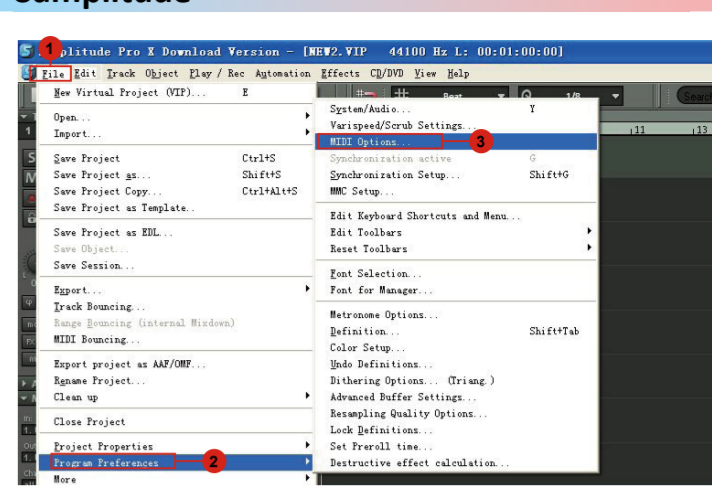 Samplitude
1
plitude Pro X Download Version - [NEW2.VIP 44100 Hz L: 00:01:00:00]
File Edit Track Object Play / Rec Automation Effects CD/DVD View Help
New Virtual Project (VIP)... E
Open...
Import...
Save Project Ctrl+S
Save Project as... Shift+S
Save Project Copy... Ctrl+Alt+S
Save Project as Template..
Save Project as EDL...
Save Object...
Save Session...
Export...
Track Bouncing...
Range Bouncing (internal Mixdown)
MIDI Bouncing...
Export project as AAF/OMF...
Rename Project...
Clean up
Close Project
Project Properties
Program Preferences 2
More
Bear 1/8 Search
System/Audio... Y
Varispeed/Scrub Settings...
MIDI Options... 3
Synchronization active G
Synchronization Setup... Shift+G
MMC Setup...
Edit Keyboard Shortcuts and Menu...
Edit Toolbars
Reset Toolbars
Font Selection...
Font for Manager...
Metronome Options...
Definition... Shift+Tab
Color Setup...
Undo Definitions...
Dithering Options... (Triang.)
Advanced Buffer Settings...
Resampling Quality Options...
Lock Definitions...
Set Preroll time...
Destructive effect calculation...
11 13
1
S
M